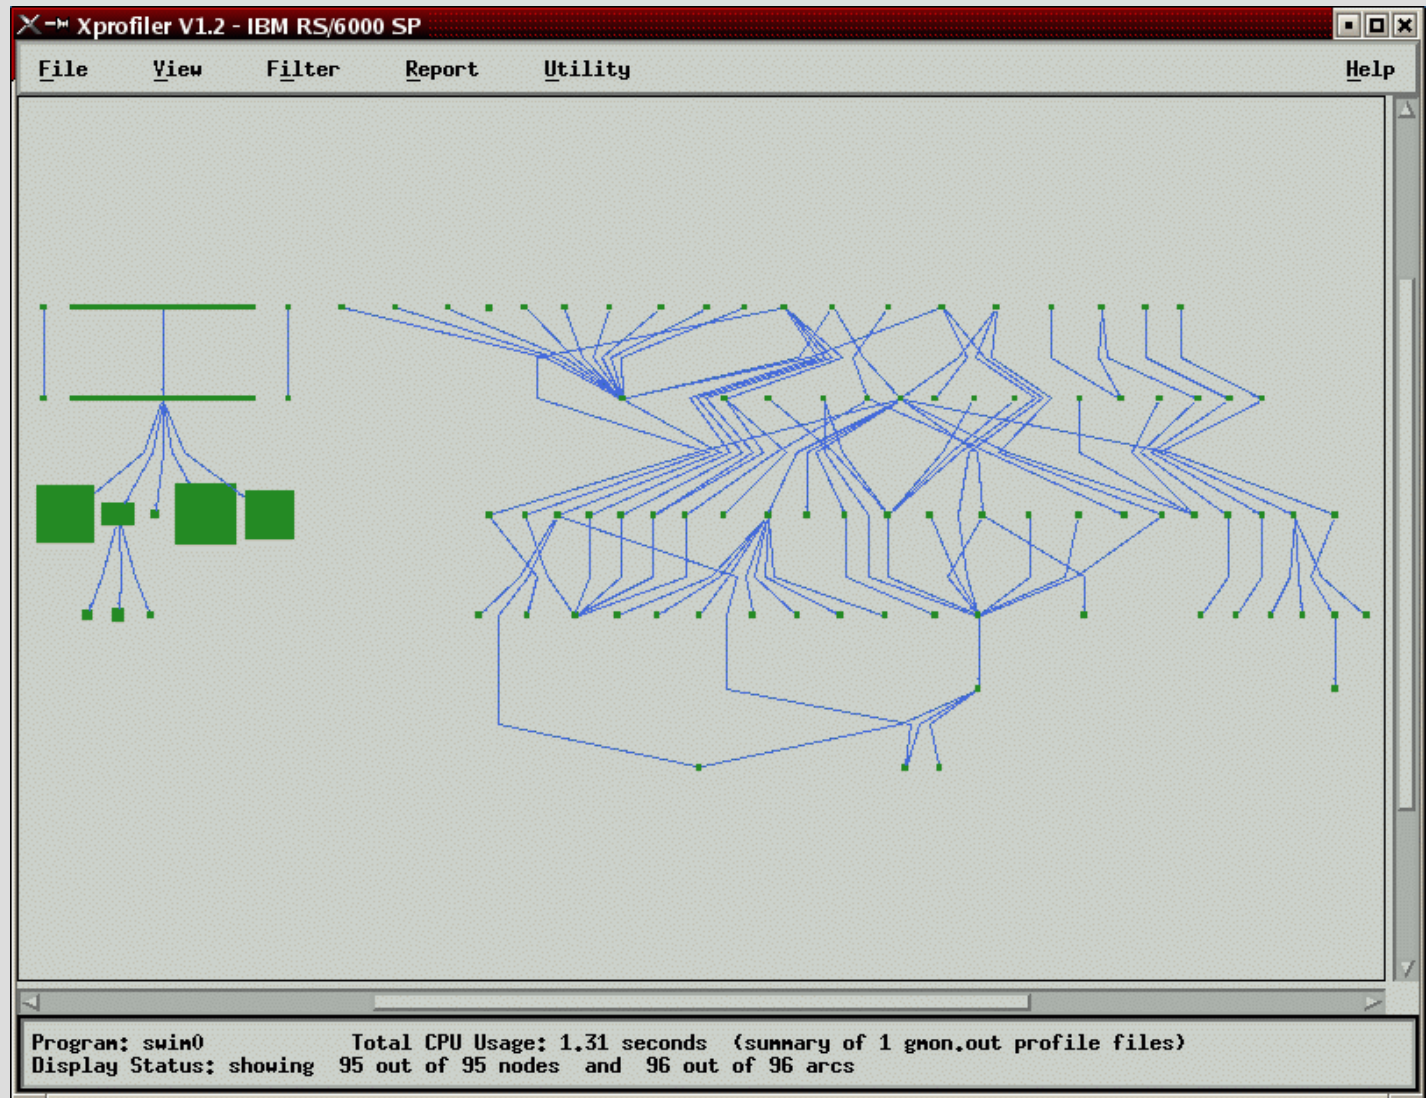 Xprofiler V1.2 - IBM RS/6000 SP
File View Filter Report Utility Help
Program: swim0 Total CPU Usage: 1.31 seconds (summary of 1 gmon.out profile files)
Display Status: showing 95 out of 95 nodes and 96 out of 96 arcs